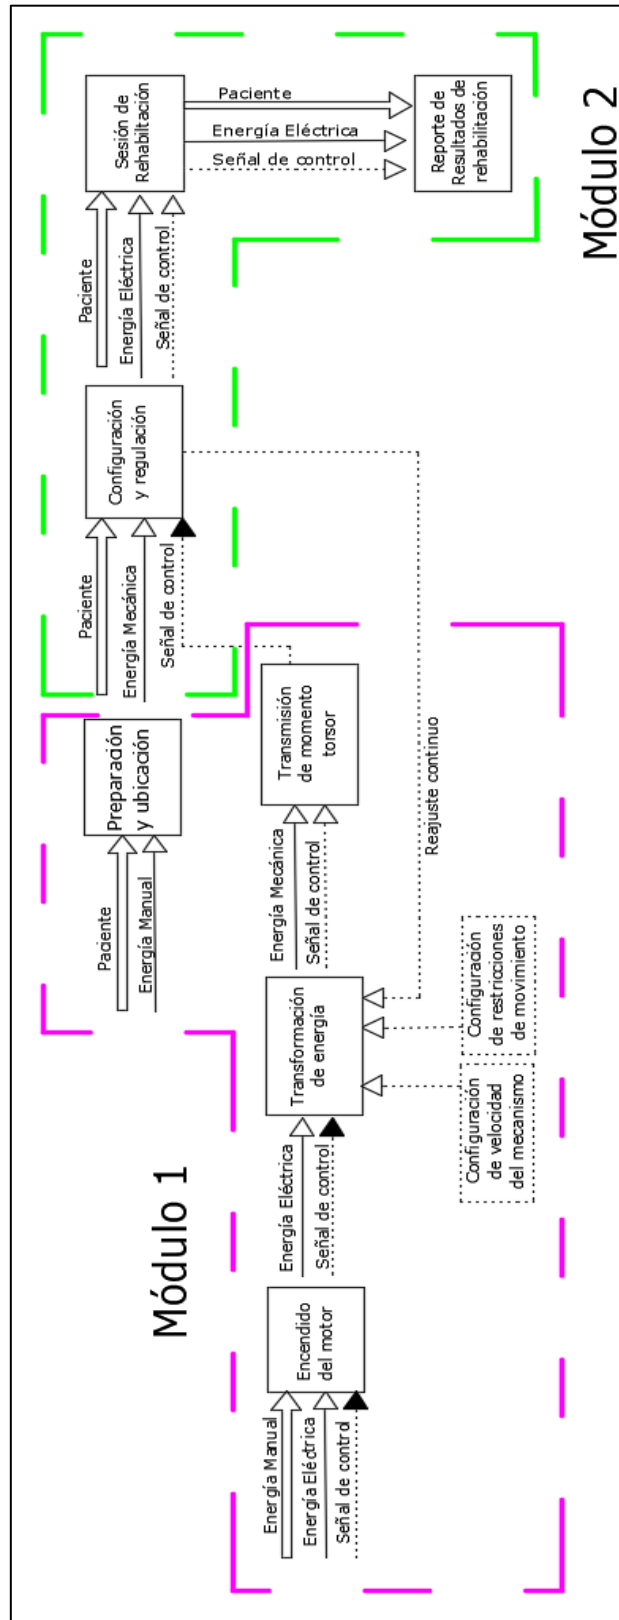 Módulo 1
Paciente
Energía Manual
Preparación
y ubicación
Paciente
Energía Mecánica
Señal de control
Configuración
y regulación
Paciente
Energía Eléctrica
Señal de control
Sesión de
Rehabiltación
Paciente
Energía Eléctrica
Señal de control
Reporte de
Resultados de
rehabilitación
Energía Manual
Energía Eléctrica
Señal de control
Encendido
del motor
Energía Eléctrica
Señal de control
Transformación
de energía
Energía Mecánica
Señal de control
Transmisión
de momento
torsor
Reajuste continuo
Configuración
de velocidad
del mecanismo
Configuración
de restricciones
de movimiento
Módulo 2